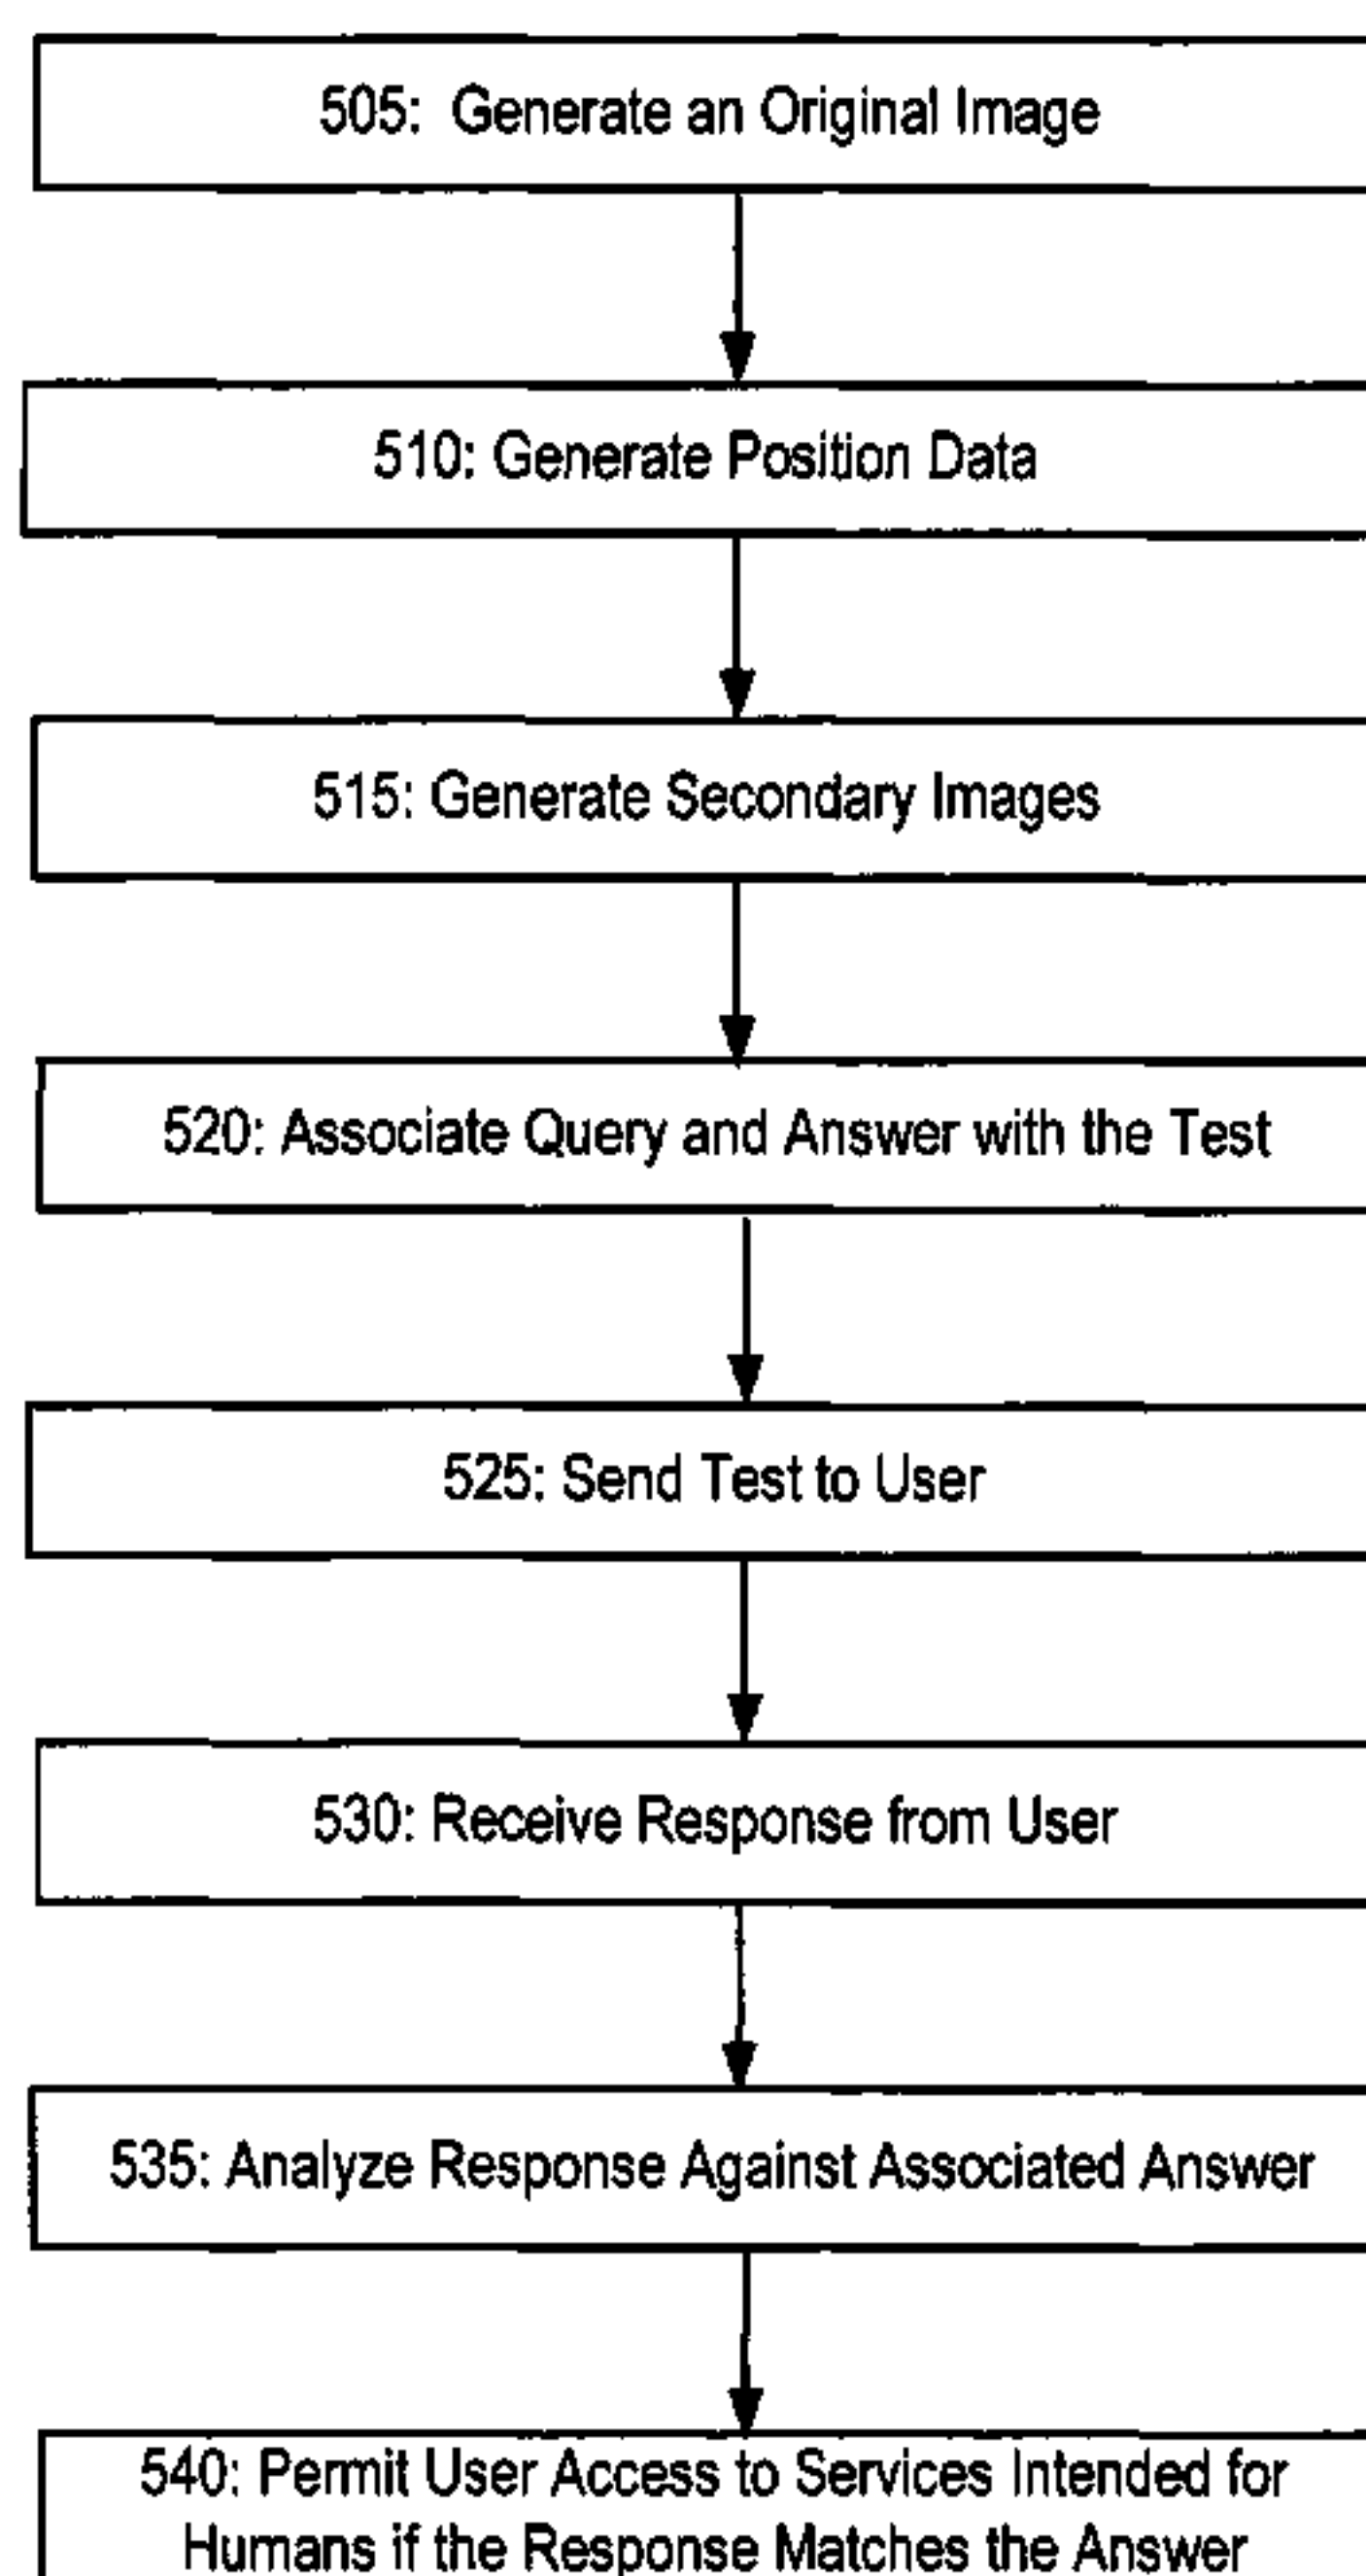 505: Generate an Original Image
510: Generate Position Data
515: Generate Secondary Images
520: Associate Query and Answer with the Test
525: Send Test to User
530: Receive Response from User
535: Analyze Response Against Associated Answer
540: Permit User Access to Services Intended for
Humans if the Response Matches the Answer